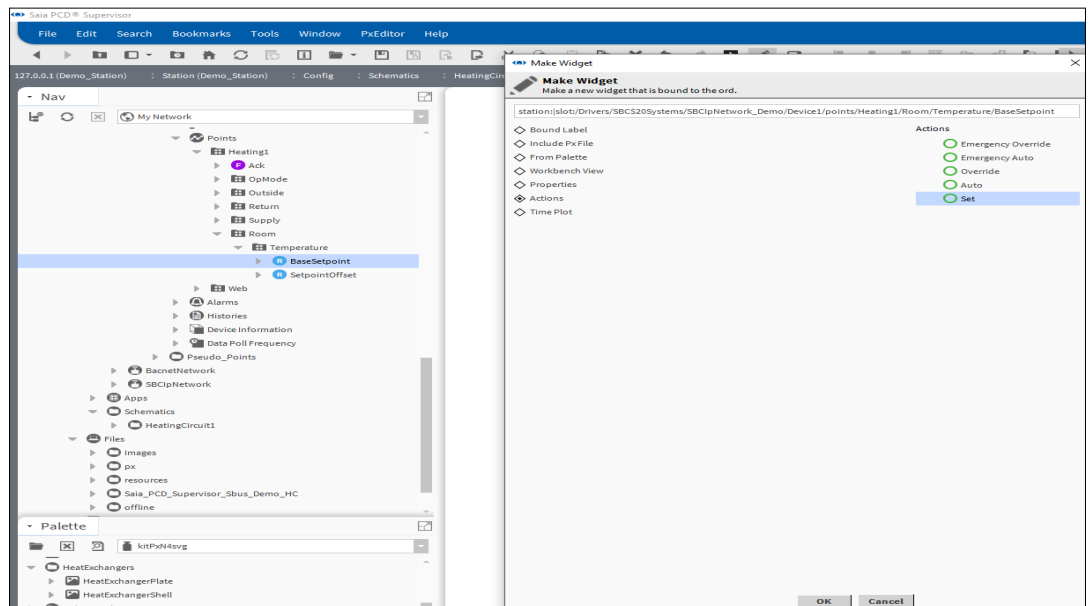 Saia PCD® Supervisor
File Edit Search Bookmarks Tools Window PxEditor Help
127.0.0.1 (Demo_Station) : Station (Demo_Station) : Config : Schematics : HeatingCir
Nav
My Network
Points
Heating1
F Ack
OpMode
Outside
Return
Supply
Room
Temperature
R BaseSetpoint
R SetpointOffset
Web
Alarms
Histories
Device Information
Data Poll Frequency
Pseudo_Points
BacnetNetwork
SBCIpNetwork
Apps
Schematics
HeatingCircuit1
Files
Images
px
resources
Saia_PCD_Supervisor_Sbus_Demo_HC
offline
Palette
kitPxN4svg
HeatExchangers
HeatExchangerPlate
HeatExchangerShell
Make Widget
Make Widget
Make a new widget that is bound to the ord.
station:|slot:/Drivers/SBC$20Systems/SBCIpNetwork_Demo/Device1/points/Heating1/Room/Temperature/BaseSetpoint
Bound Label
Include Px File
From Palette
Workbench View
Properties
Actions
Time Plot
Actions
Emergency Override
Emergency Auto
Override
Auto
Set
OK Cancel